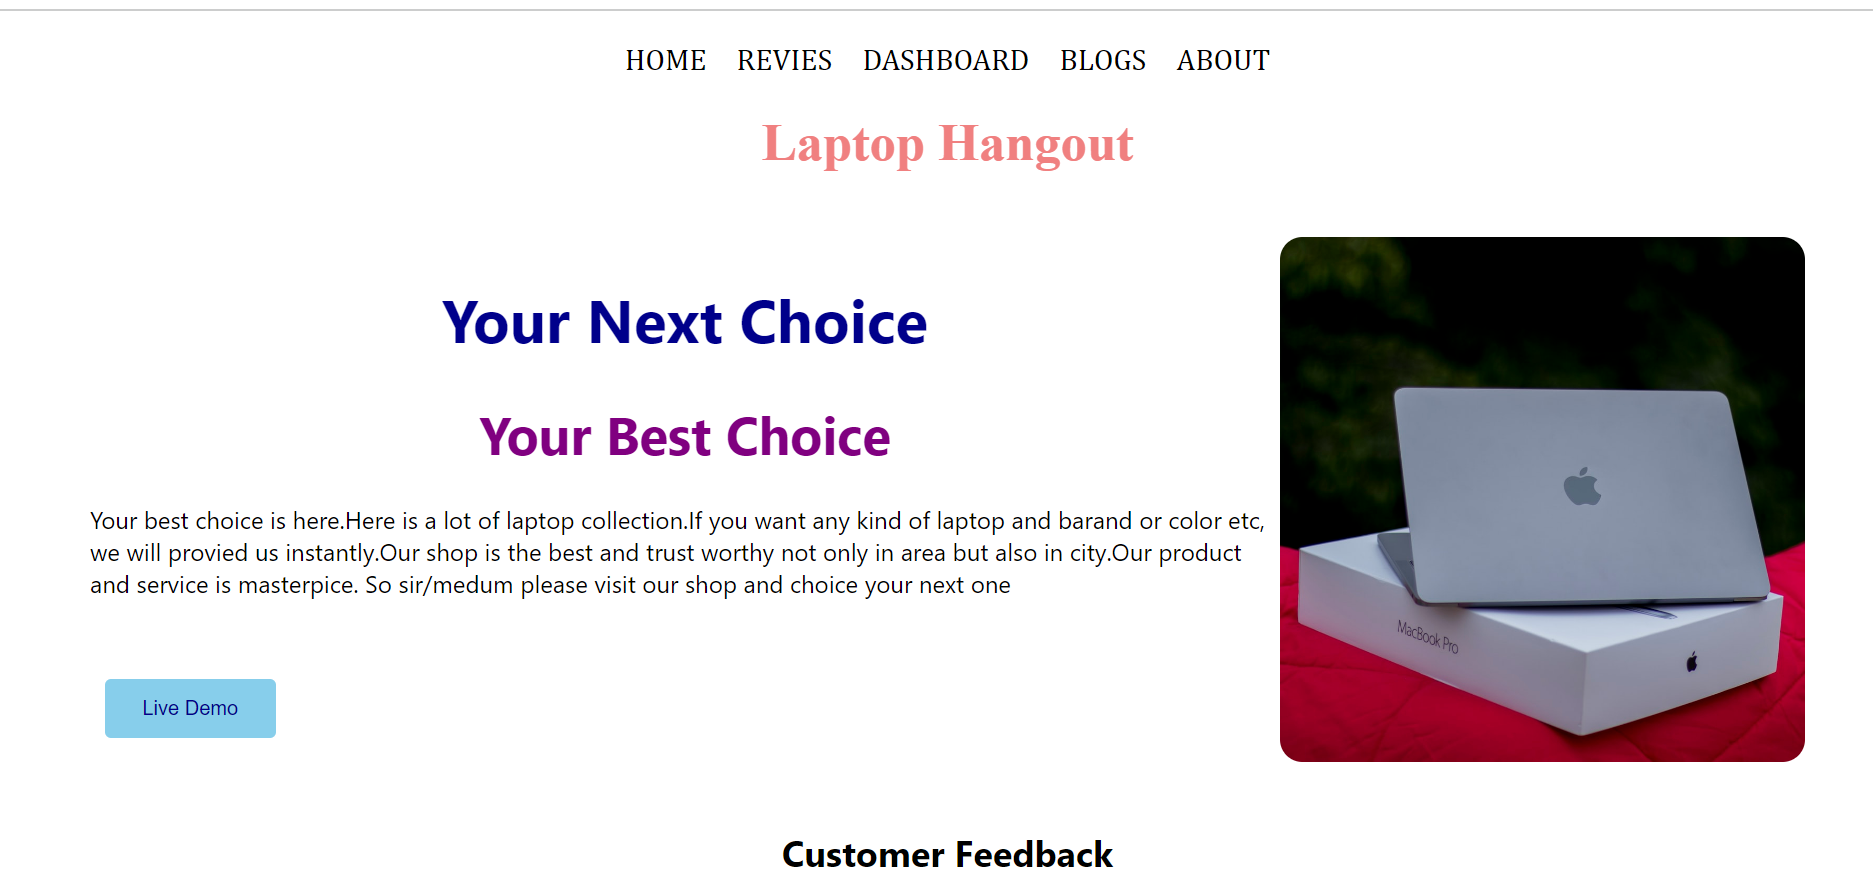 HOME REVIES DASHBOARD BLOGS ABOUT
Laptop Hangout
Your Next Choice
Your Best Choice
Your best choice is here.Here is a lot of laptop collection.If you want any kind of laptop and barand or color etc,
we will provied us instantly.Our shop is the best and trust worthy not only in area but also in city.Our product
and service is masterpice. So sir/medum please visit our shop and choice your next one
Live Demo
MacBook Pro
Customer Feedback